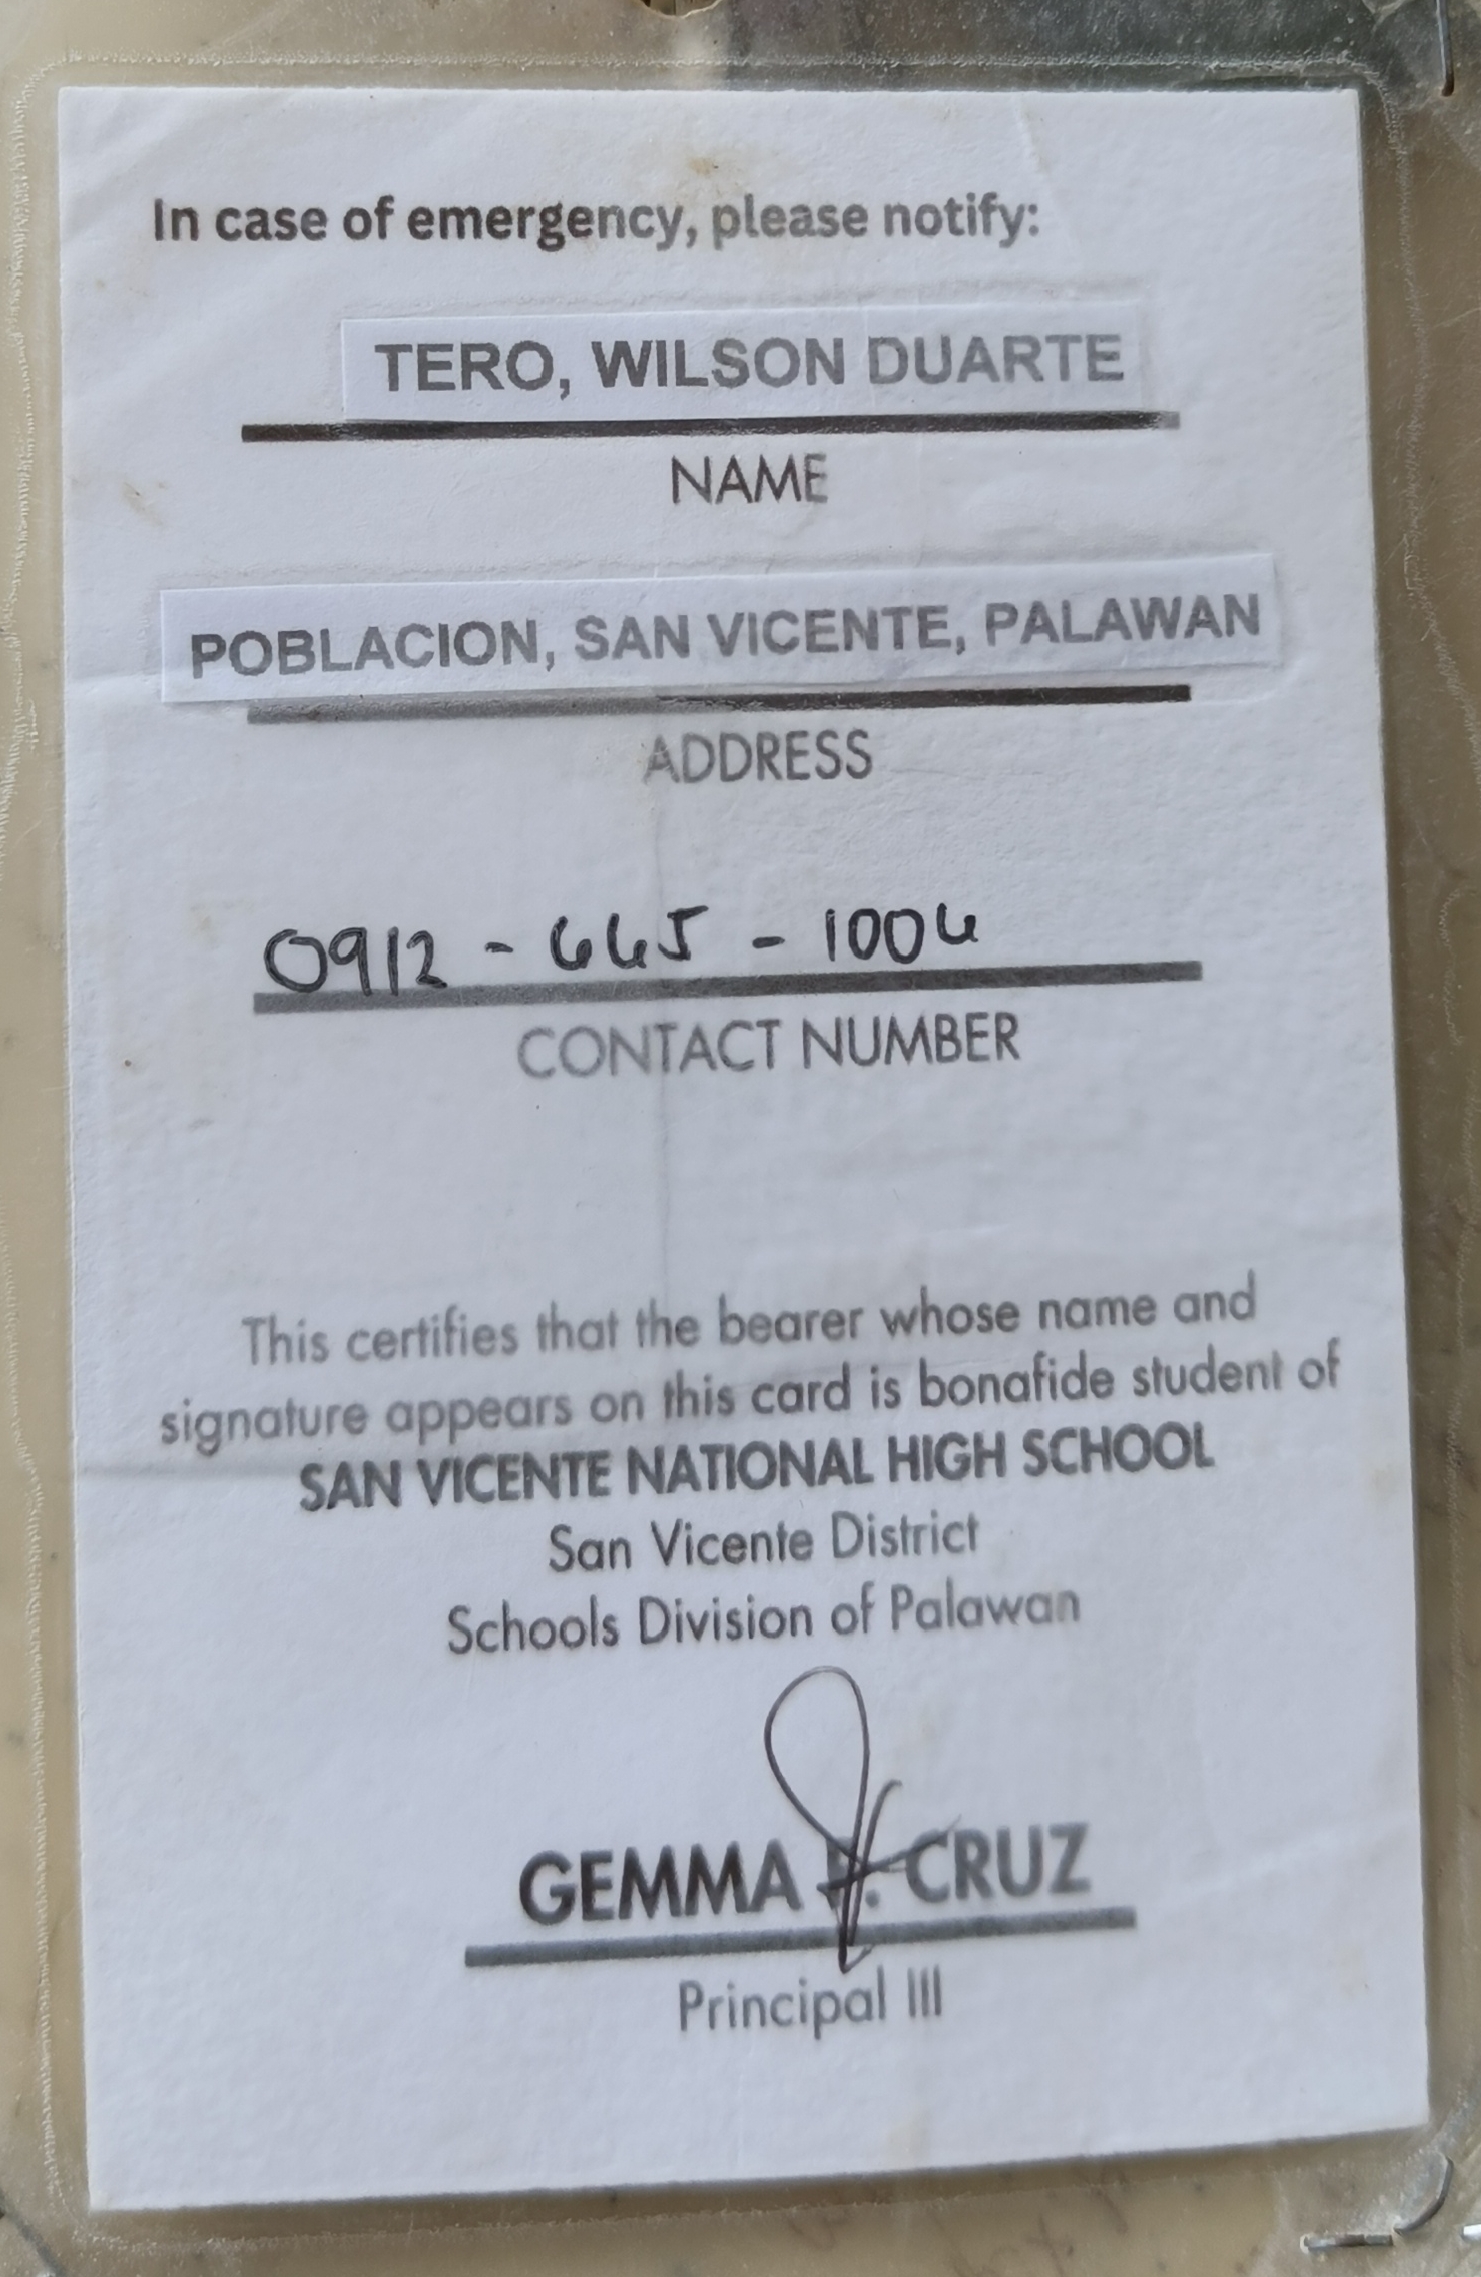 In case of emergency, please notify:
TERO, WILSON DUARTE
NAME
POBLACION, SAN VICENTE, PALAWAN
ADDRESS
0912 - 665 - 1006
CONTACT NUMBER
This certifies that the bearer whose name and
signature appears on this card is bonafide student of
SAN VICENTE NATIONAL HIGH SCHOOL
San Vicente District
Schools Division of Palawan
GEMMA CRUZ
Principal III